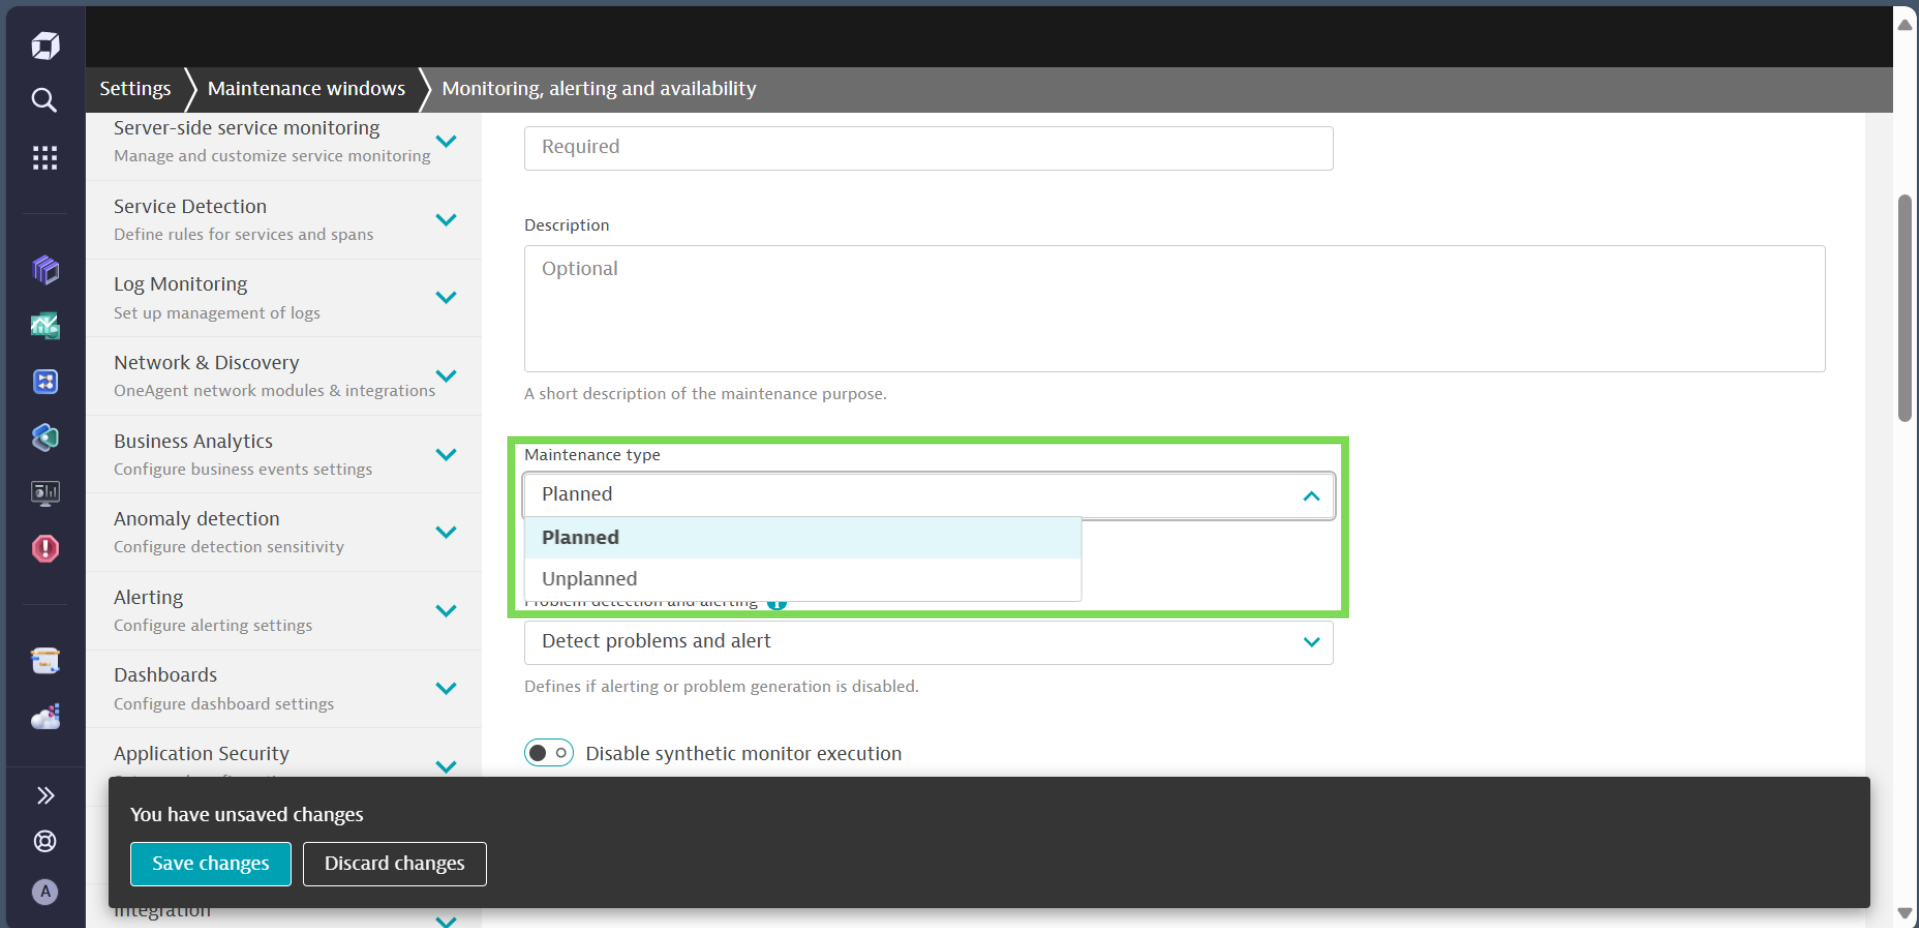 Settings
Maintenance windows
Monitoring, alerting and availability
Server-side service monitoring
Manage and customize service monitoring
Service Detection
Define rules for services and spans
Log Monitoring
Set up management of logs
Network & Discovery
OneAgent network modules & integrations
Business Analytics
Configure business events settings
Anomaly detection
Configure detection sensitivity
Alerting
Configure alerting settings
Dashboards
Configure dashboard settings
Application Security
Integration
Required
Description
Optional
A short description of the maintenance purpose.
Maintenance type
Planned
Planned
Unplanned
Problem detection and alerting
Detect problems and alert
Defines if alerting or problem generation is disabled.
Disable synthetic monitor execution
You have unsaved changes
Save changes
Discard changes
A